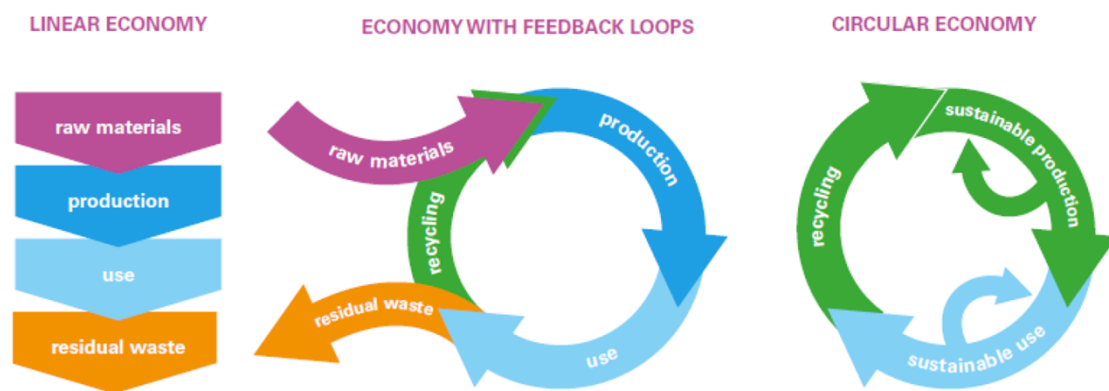 LINEAR ECONOMY
raw materials
production
use
residual waste
ECONOMY WITH FEEDBACK LOOPS
raw materials
production
recycling
residual waste
use
CIRCULAR ECONOMY
sustainable production
recycling
sustainable use